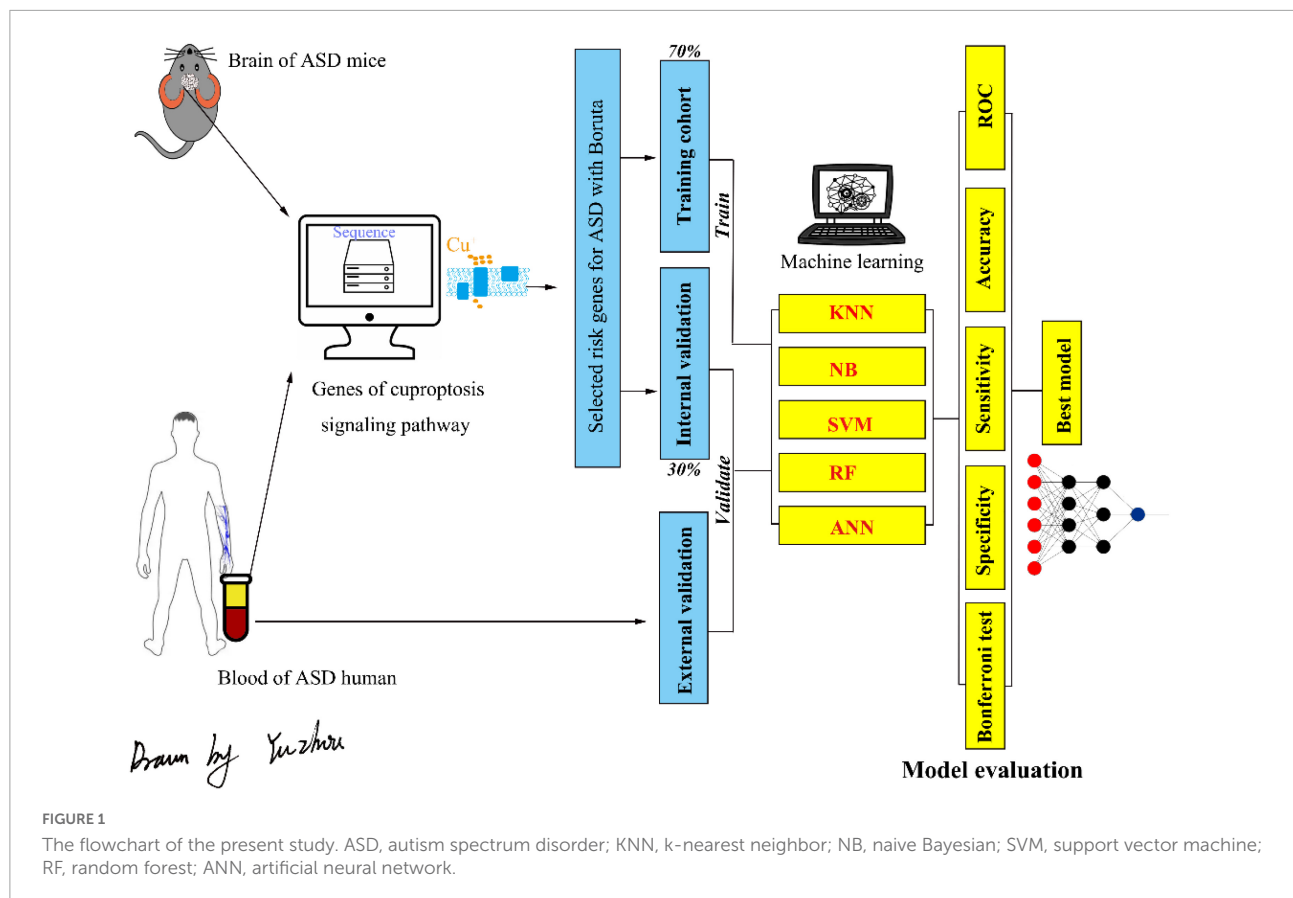 Brain of ASD mice
Sequence
Cu
Genes of cuproptosis
signaling pathway
Blood of ASD human
Drawn by Yuzhou
Selected risk genes for ASD with Boruta
70%
Training cohort
Internal validation
30%
External validation
Train
Validate
Machine learning
KNN
NB
SVM
RF
ANN
ROC
Accuracy
Sensitivity
Specificity
Bonferroni test
Best model
Model evaluation
FIGURE 1
The flowchart of the present study. ASD, autism spectrum disorder; KNN, k-nearest neighbor; NB, naive Bayesian; SVM, support vector machine;
RF, random forest; ANN, artificial neural network.